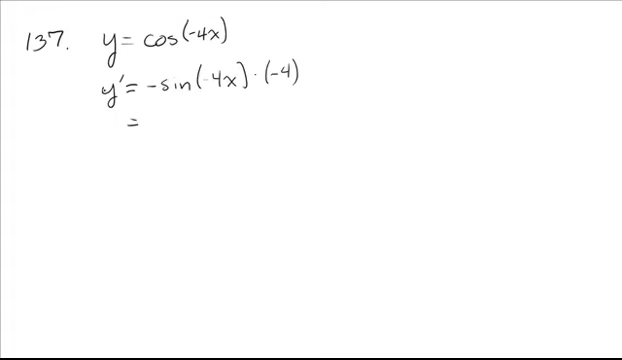 137. y = cos(-4x)
y' = -sin(-4x) · (-4)
=